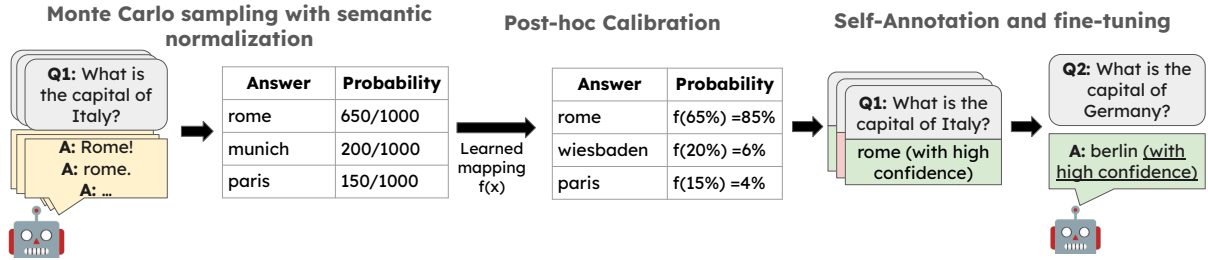 Monte Carlo sampling with semantic
normalization
Q1: What is
the capital of
Italy?
A: Rome!
A: rome.
A: ...
Answer Probability
rome 650/1000
munich 200/1000
paris 150/1000
Learned
mapping
f(x)
Post-hoc Calibration
Answer Probability
rome f(65%) =85%
wiesbaden f(20%) =6%
paris f(15%) =4%
Self-Annotation and fine-tuning
Q1: What is the
capital of Italy?
rome (with high
confidence)
Q2: What is the
capital of
Germany?
A: berlin (with
high confidence)